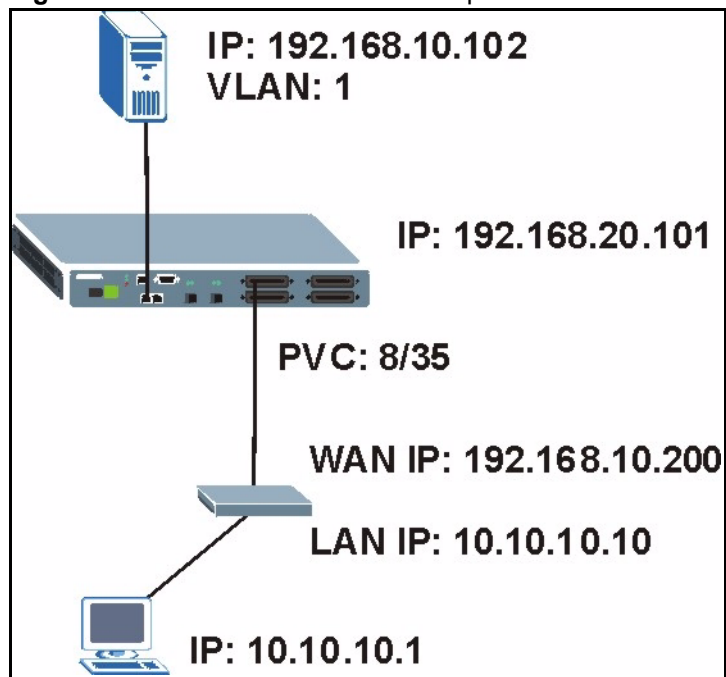 IP: 192.168.10.102
VLAN: 1
IP: 192.168.20.101
PVC: 8/35
WAN IP: 192.168.10.200
LAN IP: 10.10.10.10
IP: 10.10.10.1